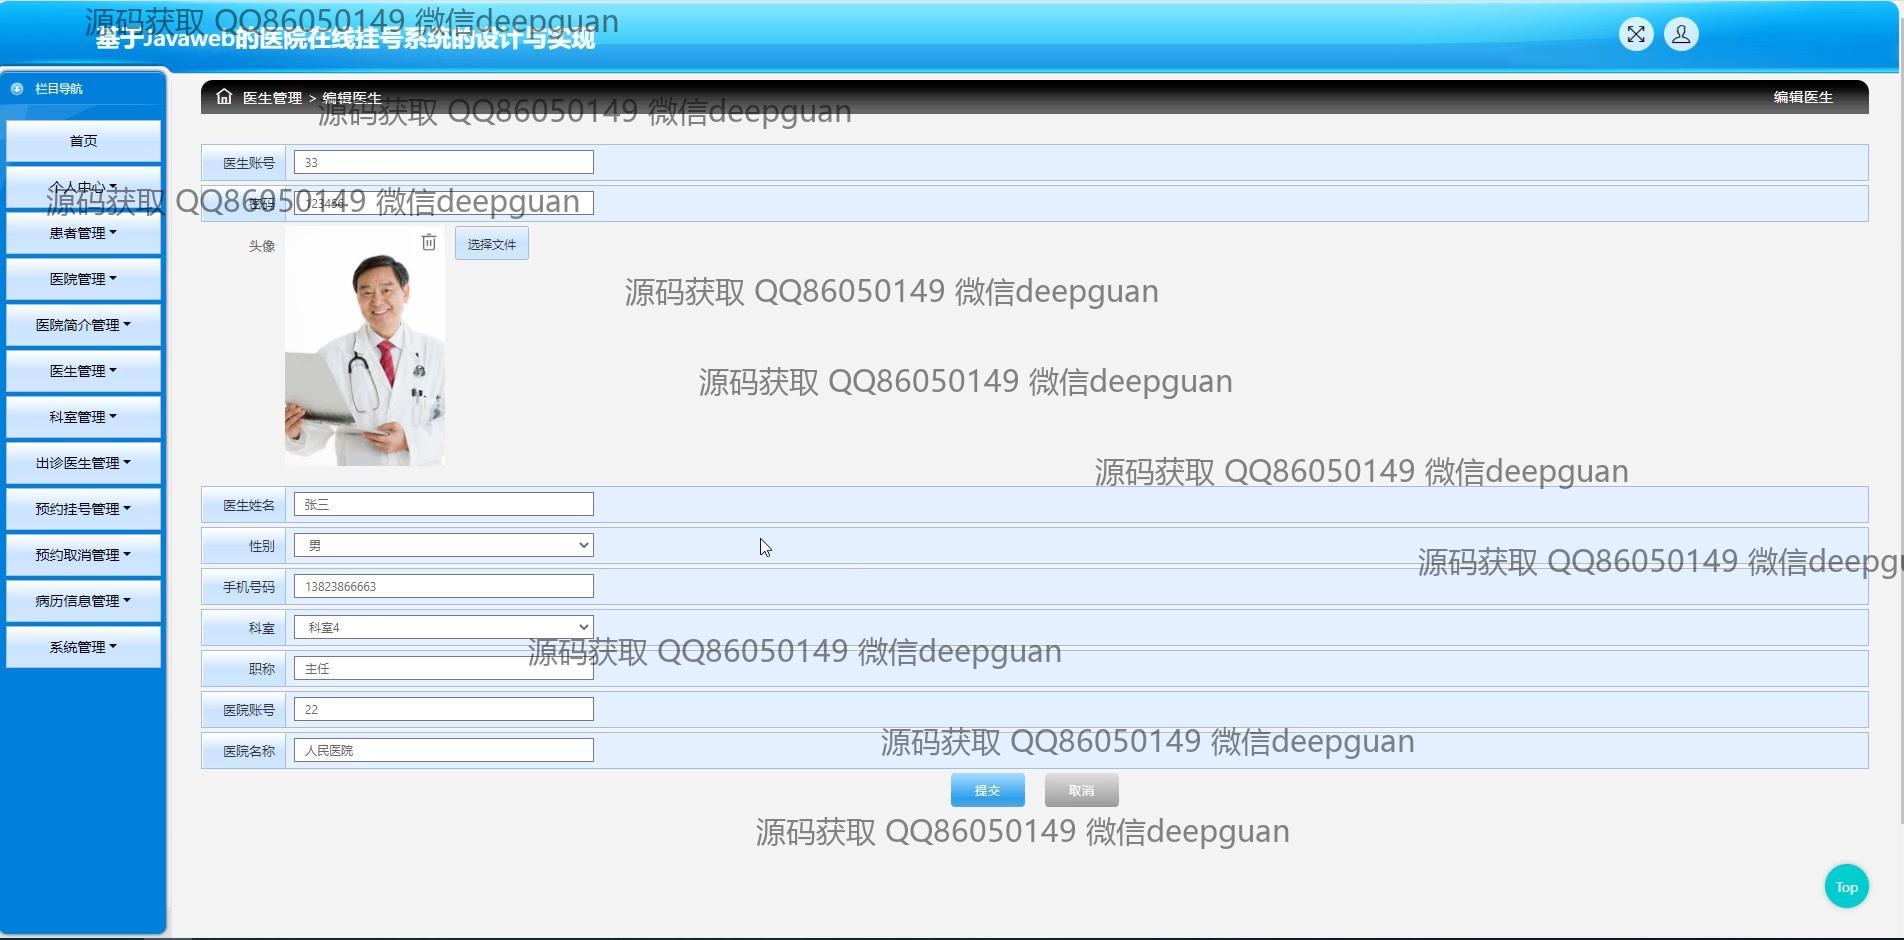 源码获取 QQ86050149 微信deepguan
基于Javaweb的医院在线挂号系统的设计与实现
栏目导航
医生管理 > 编辑医生
编辑医生
源码获取 QQ86050149 微信deepguan
首页
医生账号 33
个人中心
源码获取 QQ86050149 微信deepguan
密码 123456
患者管理
头像
选择文件
医院管理
源码获取 QQ86050149 微信deepguan
医院简介管理
医生管理
源码获取 QQ86050149 微信deepguan
科室管理
出诊医生管理
源码获取 QQ86050149 微信deepguan
预约挂号管理
医生姓名 张三
预约取消管理
性别 男
源码获取 QQ86050149 微信deepgu
病历信息管理
手机号码 13823866663
科室 科室4
系统管理
源码获取 QQ86050149 微信deepguan
职称 主任
医院账号 22
源码获取 QQ86050149 微信deepguan
医院名称 人民医院
提交
取消
源码获取 QQ86050149 微信deepguan
Top